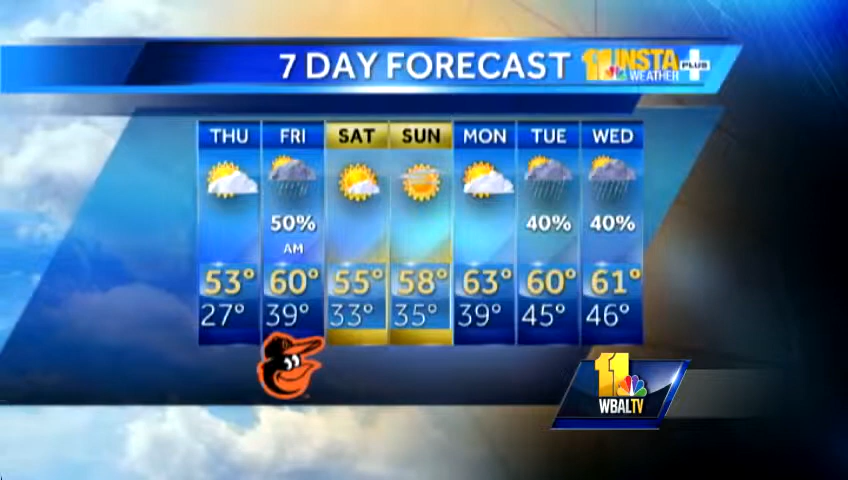 7 DAY FORECAST
11 INSTA
WEATHER PLUS
THU FRI SAT SUN MON TUE WED
50% 40% 40%
AM
53° 60° 55° 58° 63° 60° 61°
27° 39° 33° 35° 39° 45° 46°
11
WBALTV